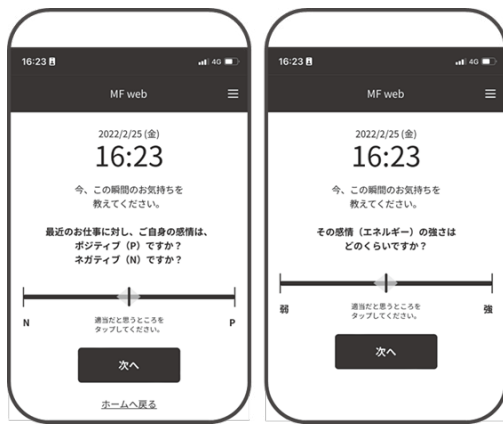 16:23
4G
MF web
2022/2/25 (金)
16:23
今、この瞬間のお気持ちを
教えてください。
最近のお仕事に対し、ご自身の感情は、
ポジティブ（P）ですか？
ネガティブ（N）ですか？
N
適当だと思うところを
タップしてください。
P
次へ
ホームへ戻る
16:23
4G
MF web
2022/2/25 (金)
16:23
今、この瞬間のお気持ちを
教えてください。
その感情（エネルギー）の強さは
どのくらいですか？
弱
適当だと思うところを
タップしてください。
強
次へ